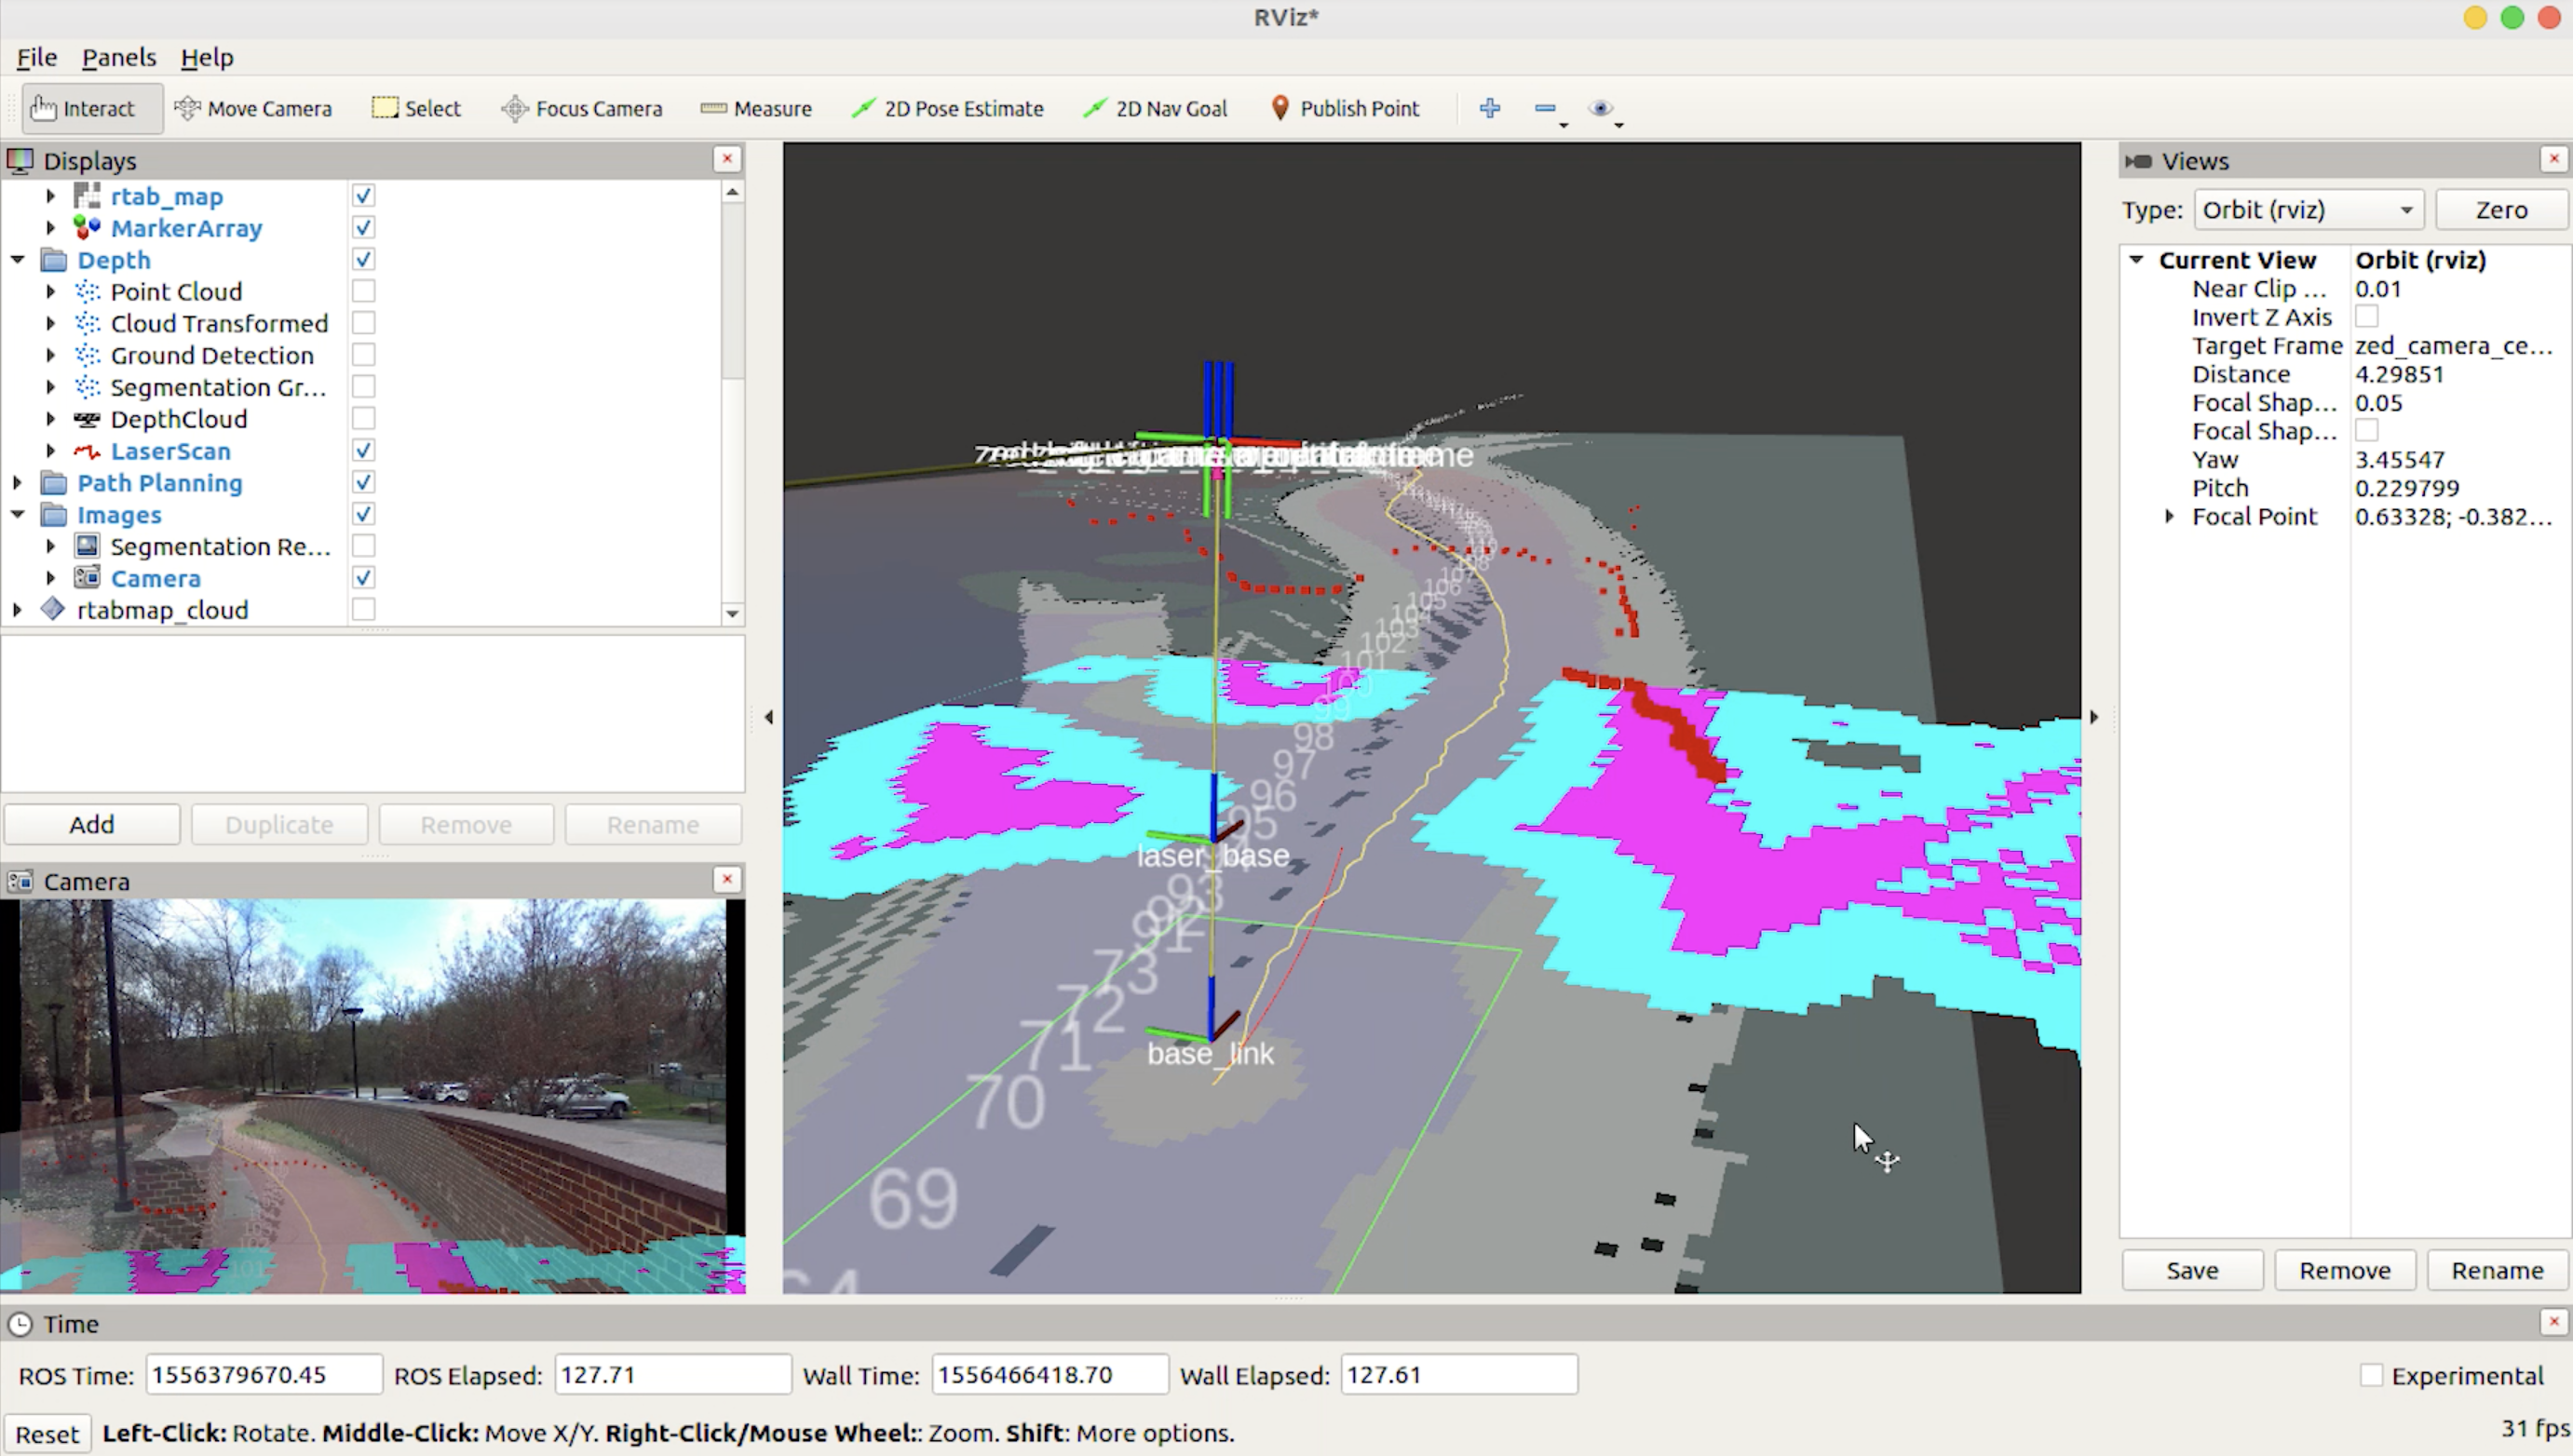 RViz*
File Panels Help
Interact Move Camera Select Focus Camera Measure 2D Pose Estimate 2D Nav Goal Publish Point
Displays
rtab_map
MarkerArray
Depth
Point Cloud
Cloud Transformed
Ground Detection
Segmentation Gr...
DepthCloud
LaserScan
Path Planning
Images
Segmentation Re...
Camera
rtabmap_cloud
Add Duplicate Remove Rename
Camera
101
98
97
96
95
laser_base
93
92
91
73
72
71
base_link
70
69
64
Views
Type: Orbit (rviz) Zero
Current View Orbit (rviz)
Near Clip ... 0.01
Invert Z Axis
Target Frame zed_camera_ce...
Distance 4.29851
Focal Shap... 0.05
Focal Shap...
Yaw 3.45547
Pitch 0.229799
Focal Point 0.63328; -0.382...
Save Remove Rename
Time
ROS Time: 1556379670.45 ROS Elapsed: 127.71 Wall Time: 1556466418.70 Wall Elapsed: 127.61 Experimental
Reset Left-Click: Rotate. Middle-Click: Move X/Y. Right-Click/Mouse Wheel:: Zoom. Shift: More options. 31 fps